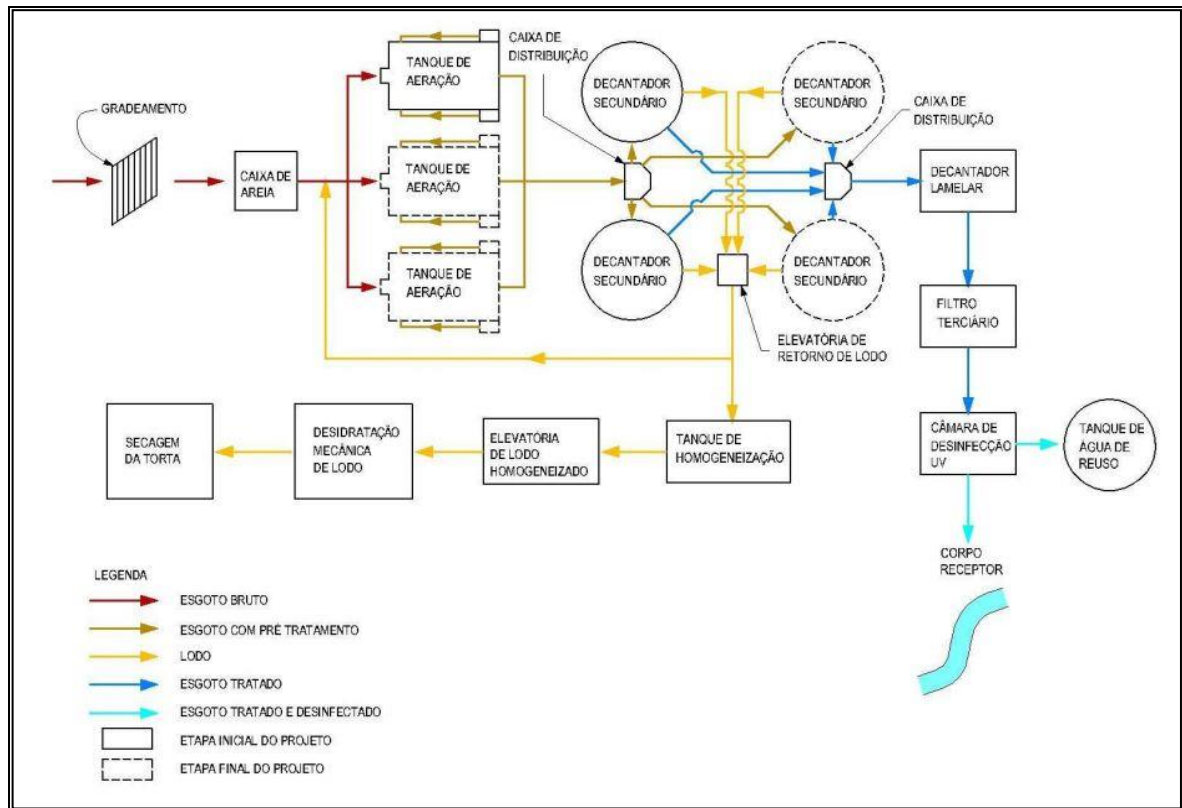 GRADEAMENTO
CAIXA DE
AREIA
TANQUE DE
AERAÇÃO
TANQUE DE
AERAÇÃO
TANQUE DE
AERAÇÃO
CAIXA DE
DISTRIBUIÇÃO
DECANTADOR
SECUNDÁRIO
DECANTADOR
SECUNDÁRIO
DECANTADOR
SECUNDÁRIO
DECANTADOR
SECUNDÁRIO
CAIXA DE
DISTRIBUIÇÃO
DECANTADOR
LAMELAR
FILTRO
TERCIÁRIO
ELEVATÓRIA DE
RETORNO DE LODO
SECAGEM
DA TORTA
DESIDRATAÇÃO
MECÂNICA
DE LODO
ELEVATÓRIA
DE LODO
HOMOGENEIZADO
TANQUE DE
HOMOGENEIZAÇÃO
CÂMARA DE
DESINFECÇÃO
UV
TANQUE DE
ÁGUA DE
REUSO
CORPO
RECEPTOR
LEGENDA
ESGOTO BRUTO
ESGOTO COM PRÉ TRATAMENTO
LODO
ESGOTO TRATADO
ESGOTO TRATADO E DESINFECTADO
ETAPA INICIAL DO PROJETO
ETAPA FINAL DO PROJETO